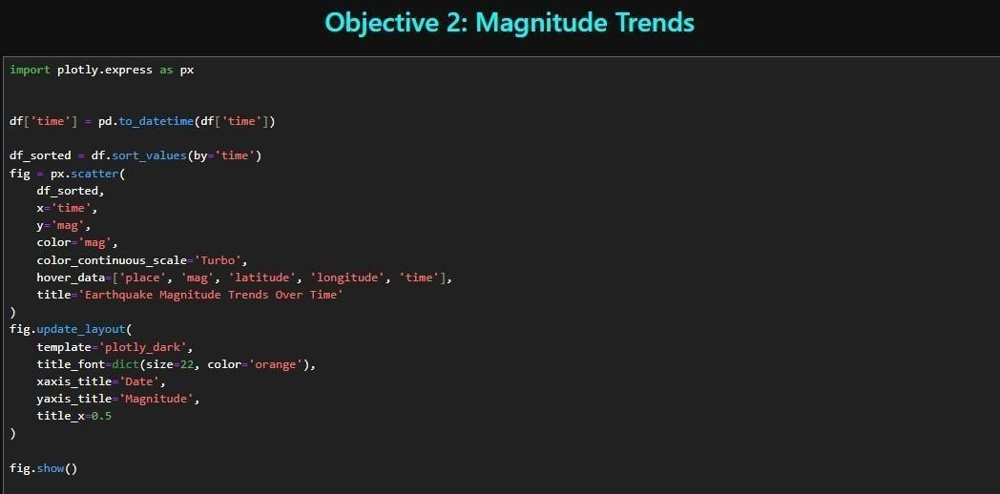 Objective 2: Magnitude Trends
import plotly.express as px
df['time'] = pd.to_datetime(df['time'])
df_sorted = df.sort_values(by='time')
fig = px.scatter(
    df_sorted,
    x='time',
    y='mag',
    color='mag',
    color_continuous_scale='Turbo',
    hover_data=['place', 'mag', 'latitude', 'longitude', 'time'],
    title='Earthquake Magnitude Trends Over Time'
)
fig.update_layout(
    template='plotly_dark',
    title_font=dict(size=22, color='orange'),
    xaxis_title='Date',
    yaxis_title='Magnitude',
    title_x=0.5
)
fig.show()